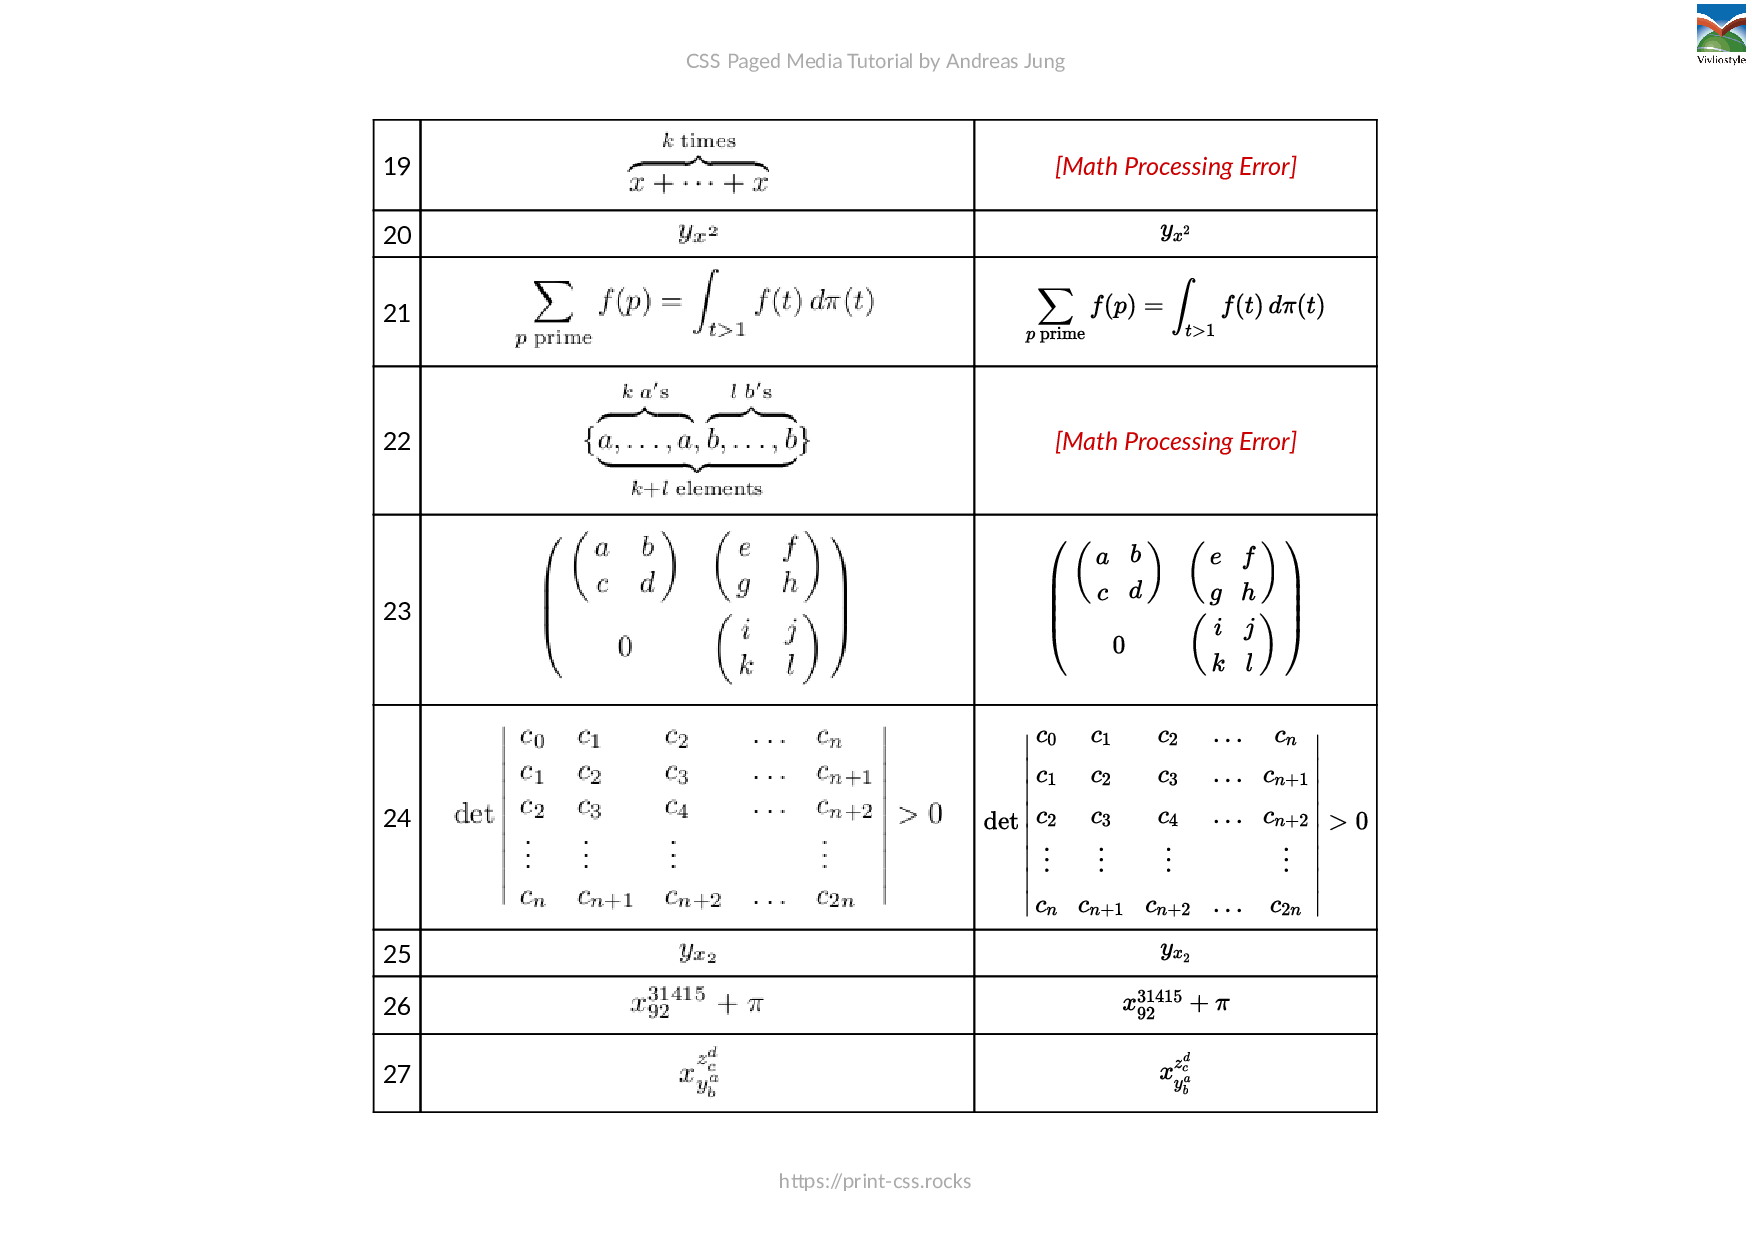 CSS Paged Media Tutorial by Andreas Jung
Vivliostyle
19 $\overbrace{x + \cdots + x}^{k \text{ times}}$ [Math Processing Error]
20 $y_{x^2}$ $y_{x^2}$
21 $\sum_{p \text{ prime}} f(p) = \int_{t>1} f(t)\, d\pi(t)$ $\sum_{p \text{ prime}} f(p) = \int_{t>1} f(t)\, d\pi(t)$
22 $\{\underbrace{\overbrace{a, \ldots, a}^{k\ a's}, \overbrace{b, \ldots, b}^{l\ b's}}_{k+l \text{ elements}}\}$ [Math Processing Error]
23 $\begin{pmatrix} \begin{pmatrix} a & b \\ c & d \end{pmatrix} & \begin{pmatrix} e & f \\ g & h \end{pmatrix} \\ 0 & \begin{pmatrix} i & j \\ k & l \end{pmatrix} \end{pmatrix}$ $\begin{pmatrix} \begin{pmatrix} a & b \\ c & d \end{pmatrix} & \begin{pmatrix} e & f \\ g & h \end{pmatrix} \\ 0 & \begin{pmatrix} i & j \\ k & l \end{pmatrix} \end{pmatrix}$
24 $\det \begin{vmatrix} c_0 & c_1 & c_2 & \ldots & c_n \\ c_1 & c_2 & c_3 & \ldots & c_{n+1} \\ c_2 & c_3 & c_4 & \ldots & c_{n+2} \\ \vdots & \vdots & \vdots & & \vdots \\ c_n & c_{n+1} & c_{n+2} & \ldots & c_{2n} \end{vmatrix} > 0$ $\det \begin{vmatrix} c_0 & c_1 & c_2 & \ldots & c_n \\ c_1 & c_2 & c_3 & \ldots & c_{n+1} \\ c_2 & c_3 & c_4 & \ldots & c_{n+2} \\ \vdots & \vdots & \vdots & & \vdots \\ c_n & c_{n+1} & c_{n+2} & \ldots & c_{2n} \end{vmatrix} > 0$
25 $y_{x_2}$ $y_{x_2}$
26 $x_{92}^{31415} + \pi$ $x_{92}^{31415} + \pi$
27 $x_{y_b^a}^{z_c^d}$ $x_{y_b^a}^{z_c^d}$
https://print-css.rocks